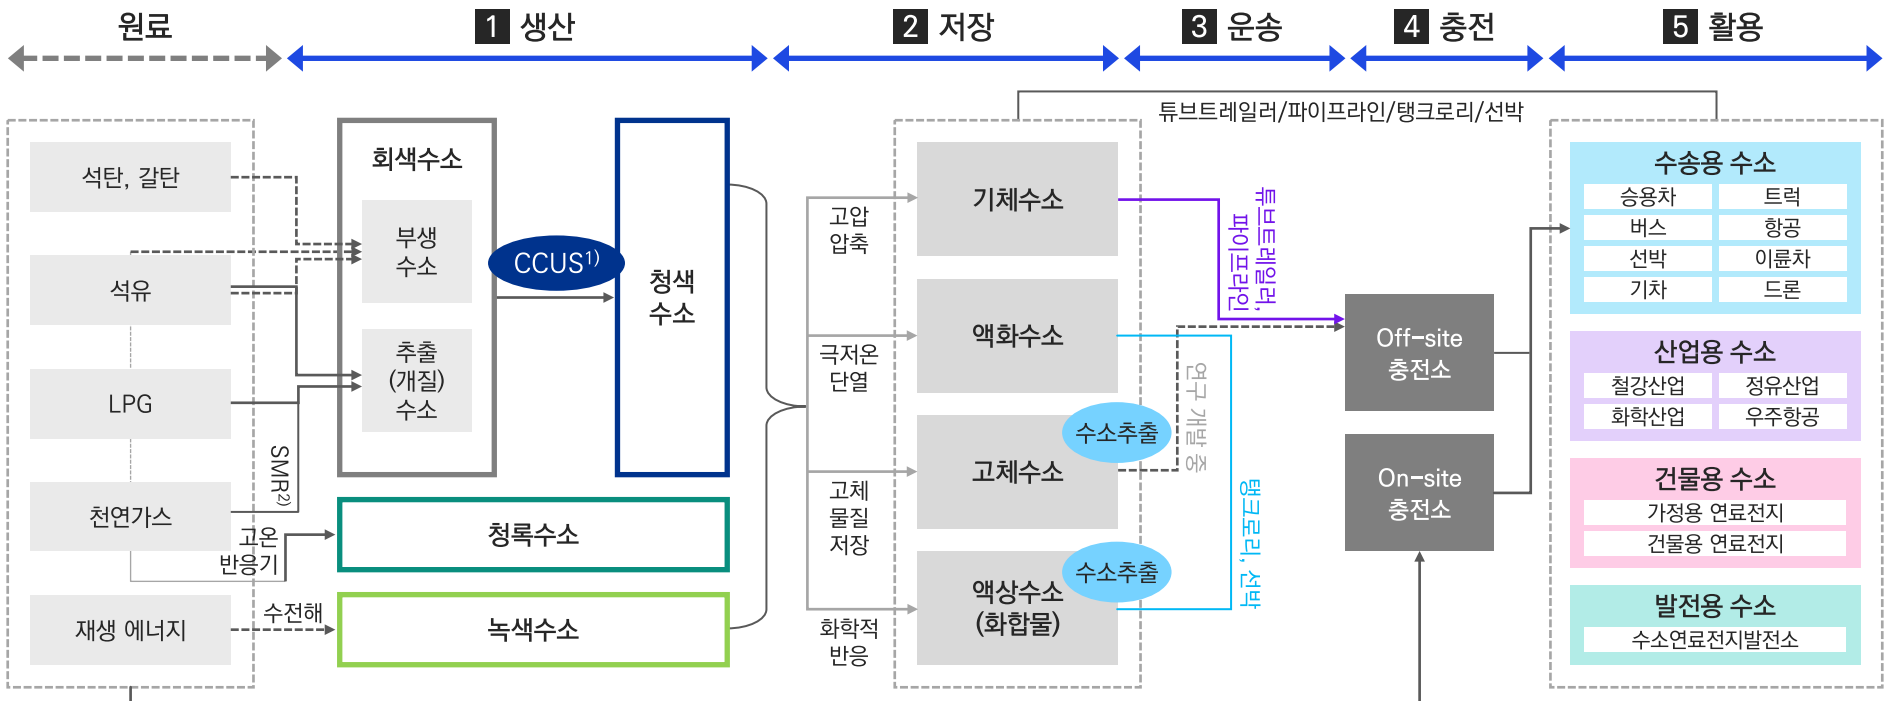 원료
1 생산
2 저장
3 운송
4 충전
5 활용
튜브트레일러/파이프라인/탱크로리/선박
석탄, 갈탄
석유
LPG
천연가스
재생 에너지
SMR2)
고온
반응기
수전해
회색수소
부생
수소
추출
(개질)
수소
CCUS1)
청색
수소
청록수소
녹색수소
고압
압축
극저온
단열
고체
물질
저장
화학적
반응
기체수소
액화수소
고체수소
수소추출
액상수소
(화합물)
수소추출
튜브트레일러,
파이프라인
연구 개발 중
탱크로리, 선박
Off-site
충전소
On-site
충전소
수송용 수소
승용차 트럭
버스 항공
선박 이륜차
기차 드론
산업용 수소
철강산업 정유산업
화학산업 우주항공
건물용 수소
가정용 연료전지
건물용 연료전지
발전용 수소
수소연료전지발전소